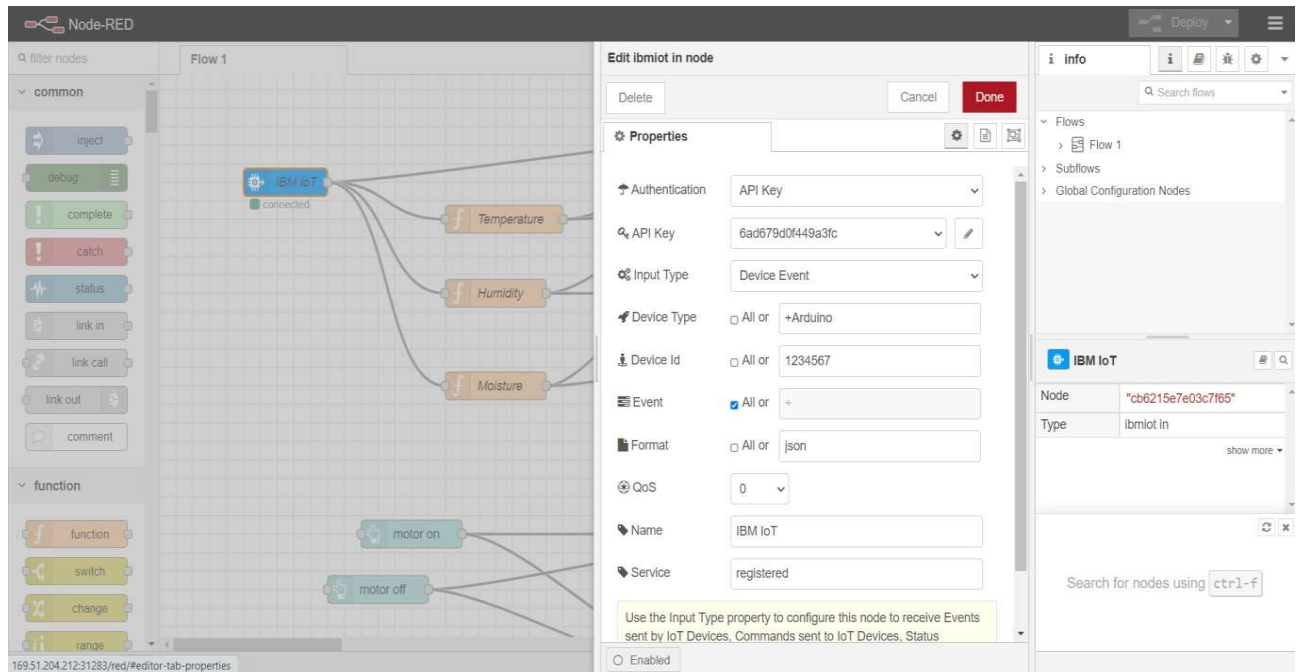 Node-RED
Deploy
filter nodes
common
inject
debug
complete
catch
status
link in
link call
link out
comment
function
function
switch
change
range
Flow 1
IBM IoT
connected
Temperature
Humidity
Moisture
motor on
motor off
Edit ibmiot in node
Delete
Cancel
Done
Properties
Authentication API Key
API Key 6ad679d0f449a3fc
Input Type Device Event
Device Type All or +Arduino
Device Id All or 1234567
Event All or +
Format All or json
QoS 0
Name IBM IoT
Service registered
Use the Input Type property to configure this node to receive Events
sent by IoT Devices, Commands sent to IoT Devices, Status
Enabled
i info
i
Search flows
Flows
Flow 1
Subflows
Global Configuration Nodes
IBM IoT
Node "cb6215e7e03c7f65"
Type ibmiot in
show more
Search for nodes using ctrl-f
169.51.204.212:31283/red/#editor-tab-properties